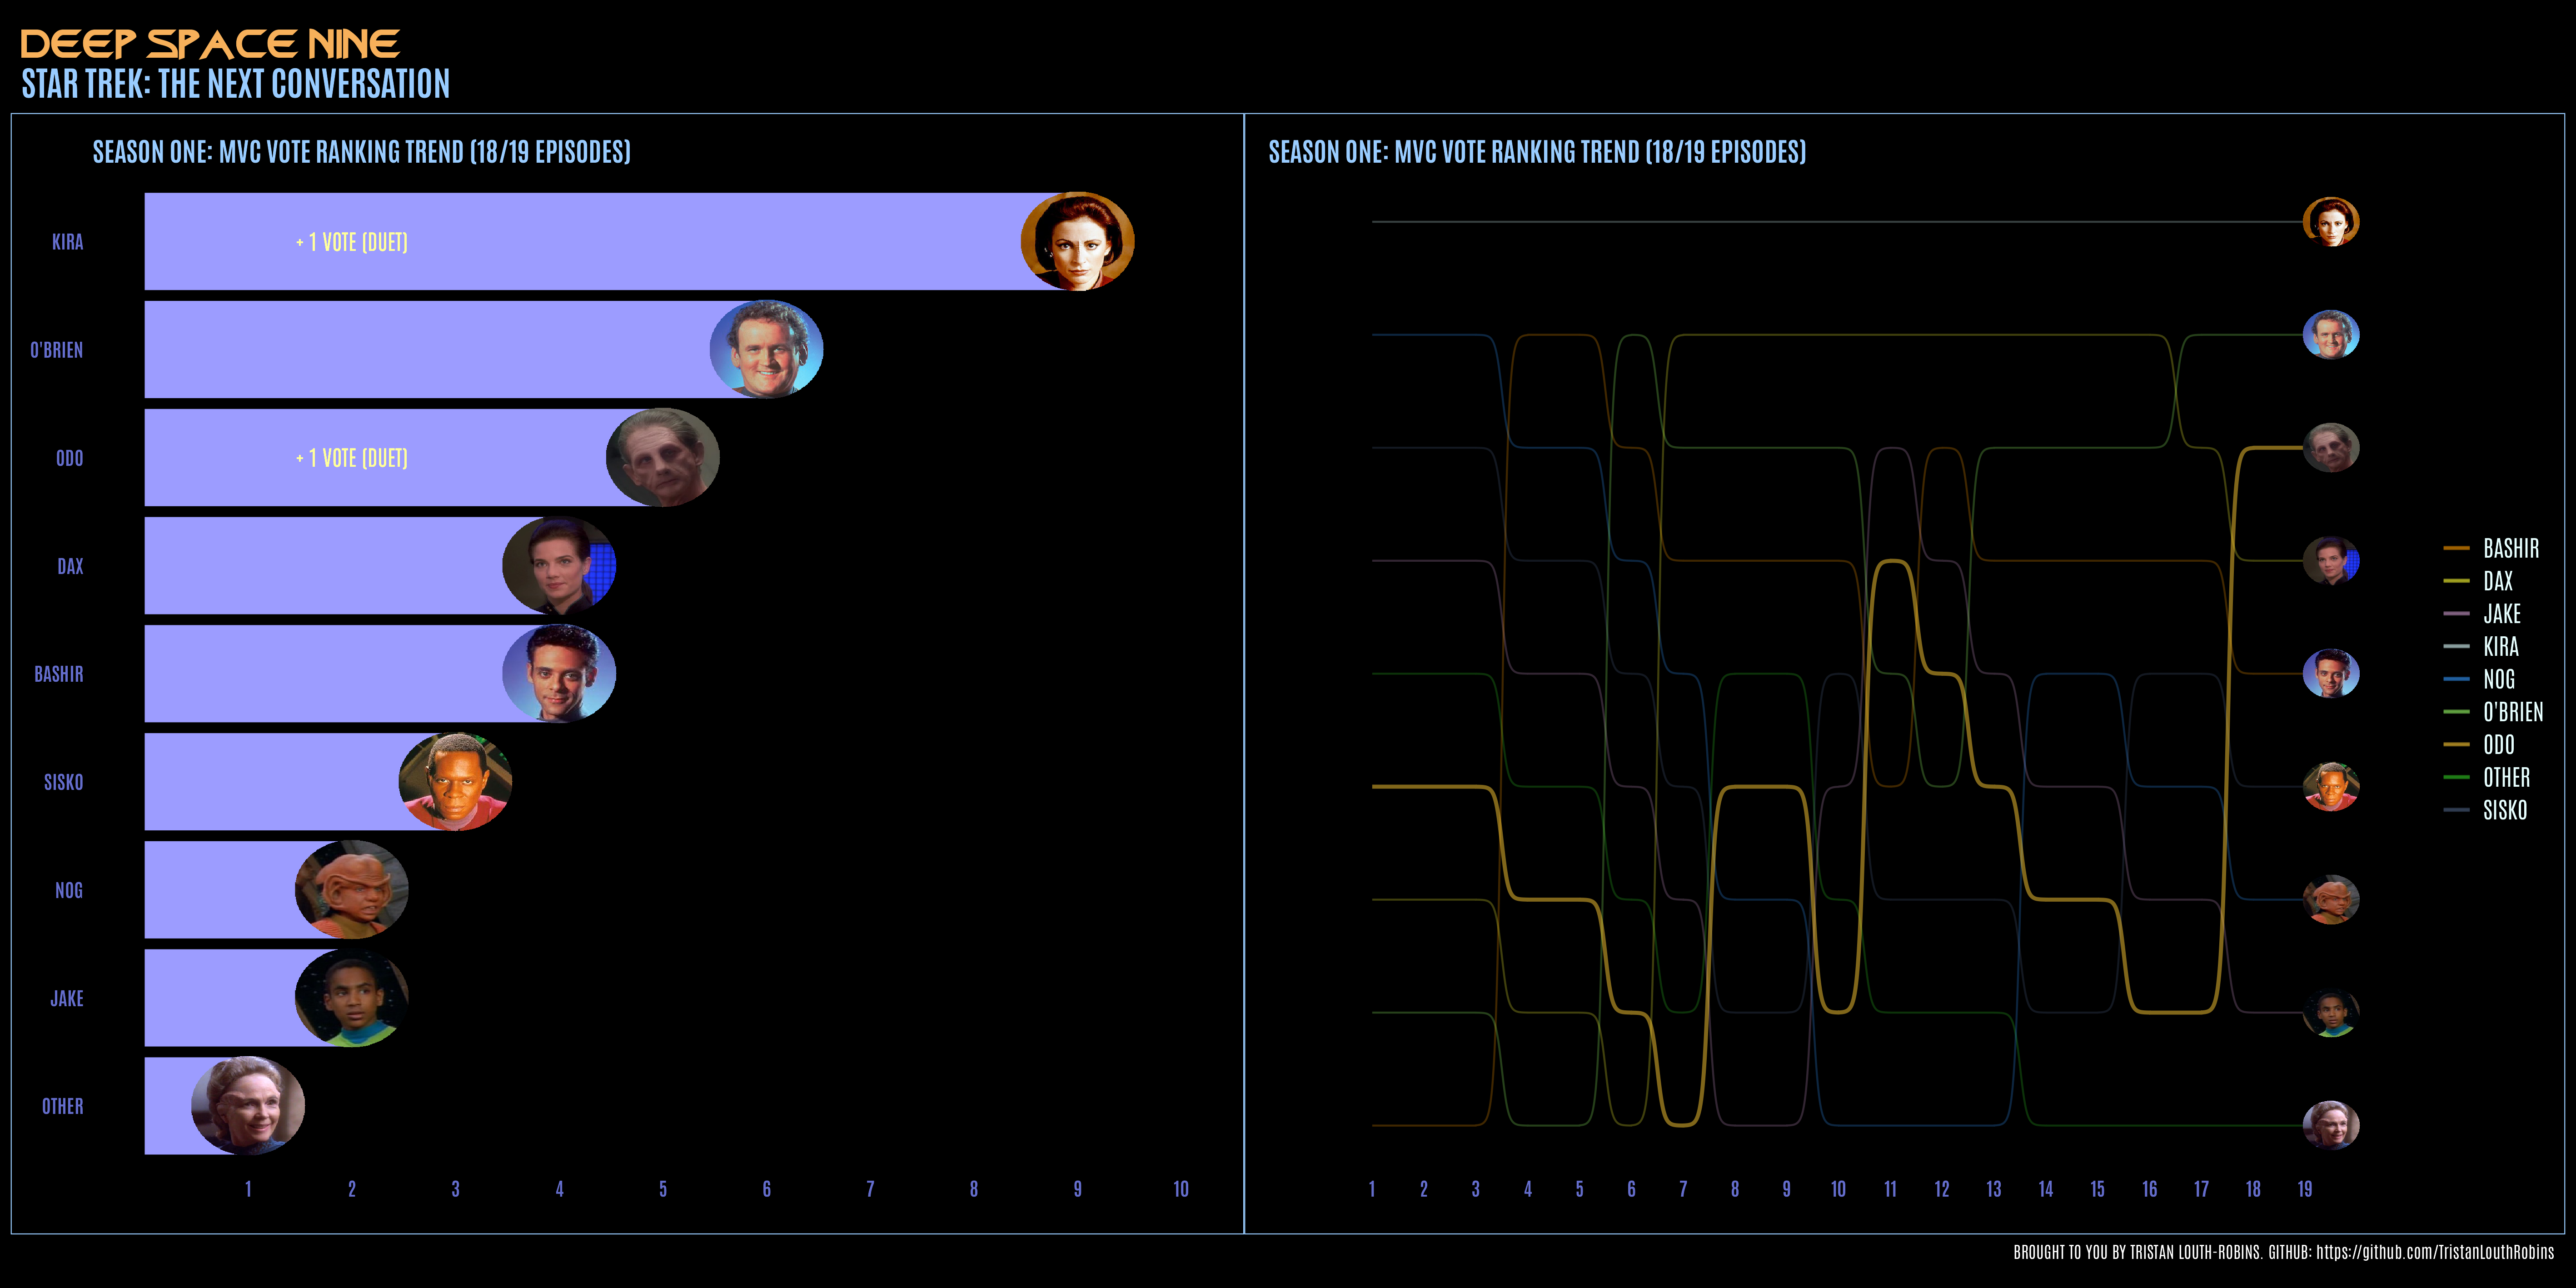 DEEP SPACE NINE
STAR TREK: THE NEXT CONVERSATION
SEASON ONE: MVC VOTE RANKING TREND (18/19 EPISODES)
KIRA
+ 1 VOTE (DUET)
O'BRIEN
ODO
+ 1 VOTE (DUET)
DAX
BASHIR
SISKO
NOG
JAKE
OTHER
1 2 3 4 5 6 7 8 9 10
SEASON ONE: MVC VOTE RANKING TREND (18/19 EPISODES)
BASHIR
DAX
JAKE
KIRA
NOG
O'BRIEN
ODO
OTHER
SISKO
1 2 3 4 5 6 7 8 9 10 11 12 13 14 15 16 17 18 19
BROUGHT TO YOU BY TRISTAN LOUTH-ROBINS. GITHUB: https://github.com/TristanLouthRobins